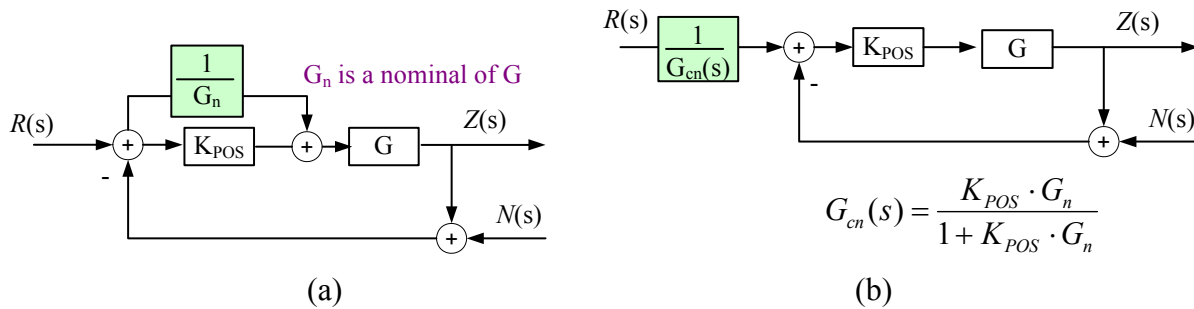 R(s)
1
G_n
G_n is a nominal of G
+
K_POS
+
G
Z(s)
-
N(s)
+
(a)
R(s)
1
G_cn(s)
+
K_POS
G
Z(s)
-
N(s)
+
G_cn(s) = K_POS · G_n / 1 + K_POS · G_n
(b)